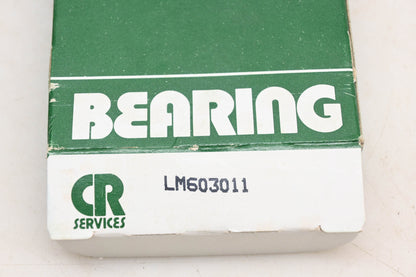 BEARING
CR
SERVICES
LM603011